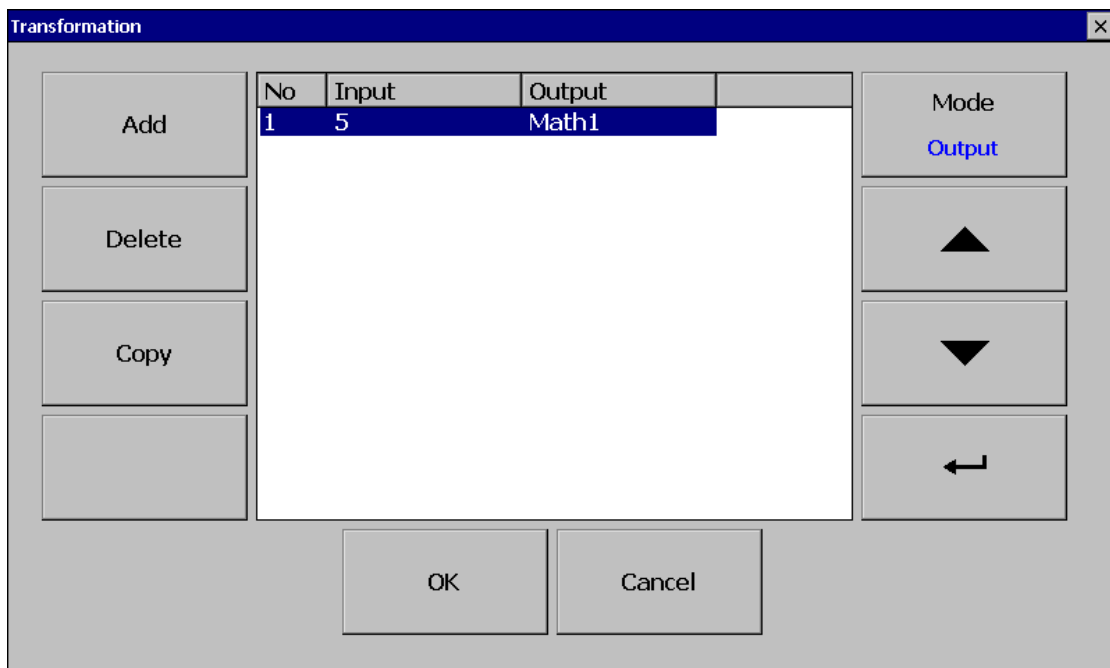 Transformation
Add
Delete
Copy
No Input Output
1 5 Math1
Mode
Output
OK
Cancel